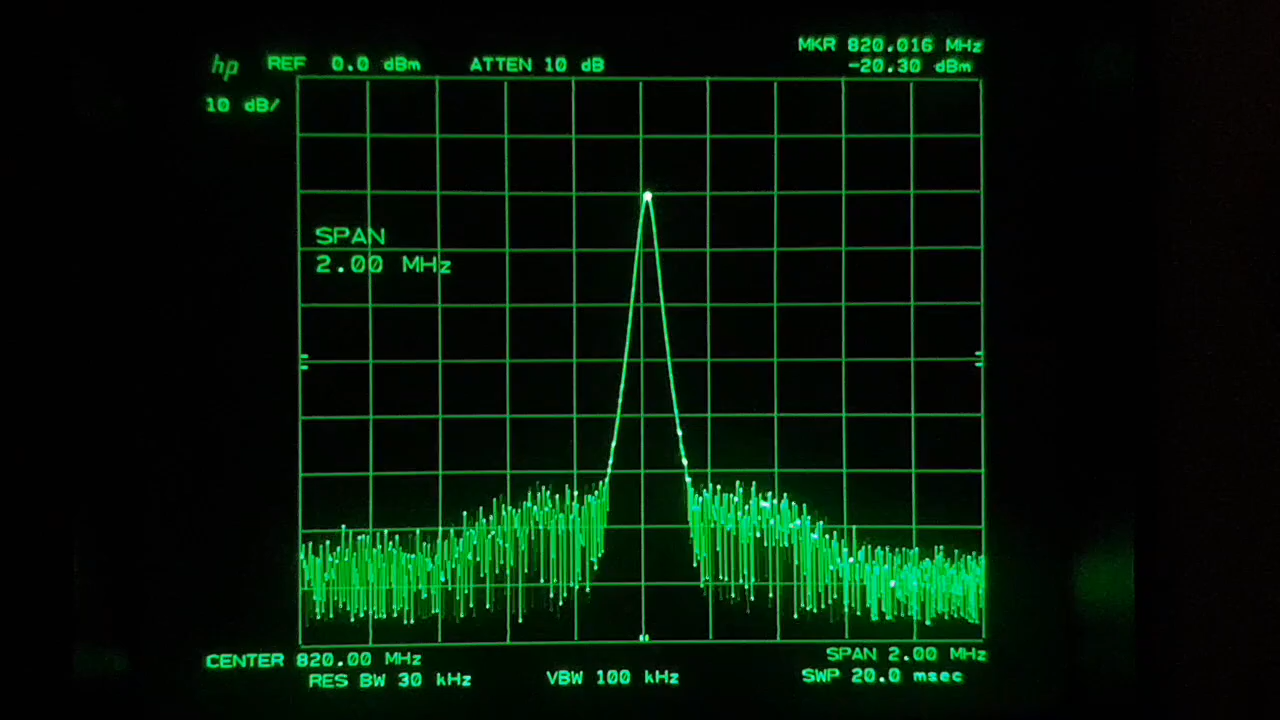 MKR 820.016 MHz
hp REF 0.0 dBm ATTEN 10 dB -20.30 dBm
10 dB/
SPAN
2.00 MHz
CENTER 820.00 MHz SPAN 2.00 MHz
RES BW 30 kHz VBW 100 kHz SWP 20.0 msec